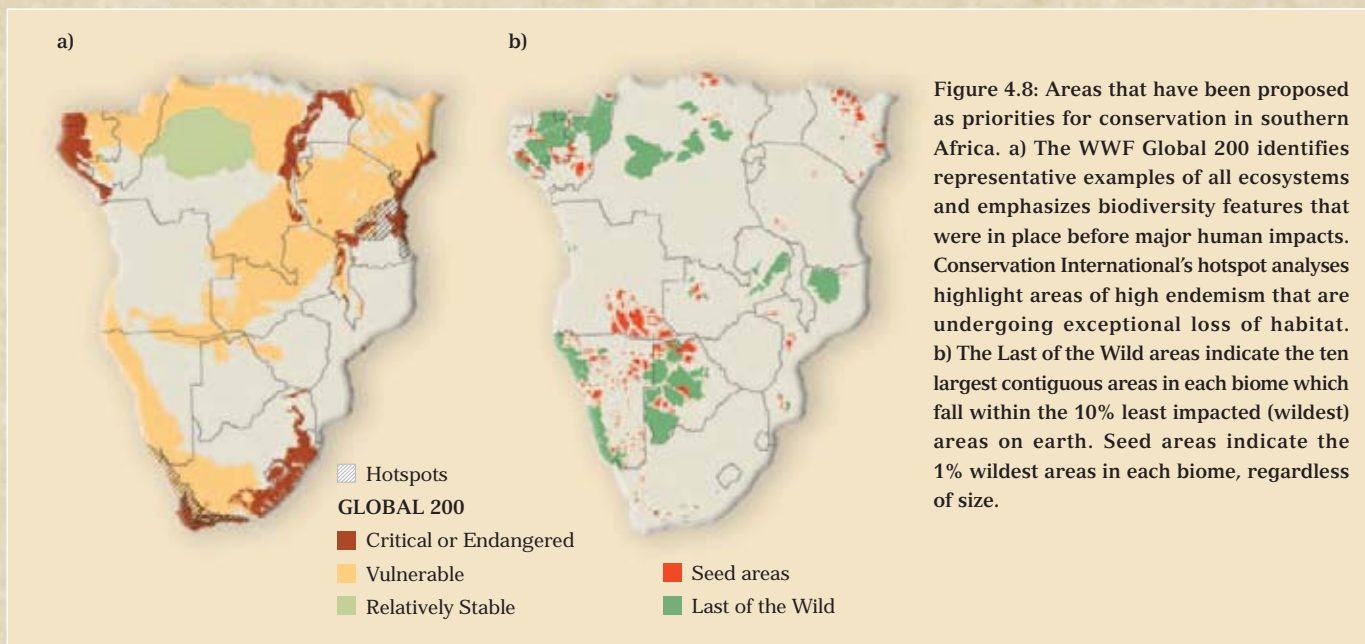 a)
b)
Figure 4.8: Areas that have been proposed
as priorities for conservation in southern
Africa. a) The WWF Global 200 identifies
representative examples of all ecosystems
and emphasizes biodiversity features that
were in place before major human impacts.
Conservation International's hotspot analyses
highlight areas of high endemism that are
undergoing exceptional loss of habitat.
b) The Last of the Wild areas indicate the ten
largest contiguous areas in each biome which
fall within the 10% least impacted (wildest)
areas on earth. Seed areas indicate the
1% wildest areas in each biome, regardless
of size.
Hotspots
GLOBAL 200
Critical or Endangered
Vulnerable
Relatively Stable
Seed areas
Last of the Wild